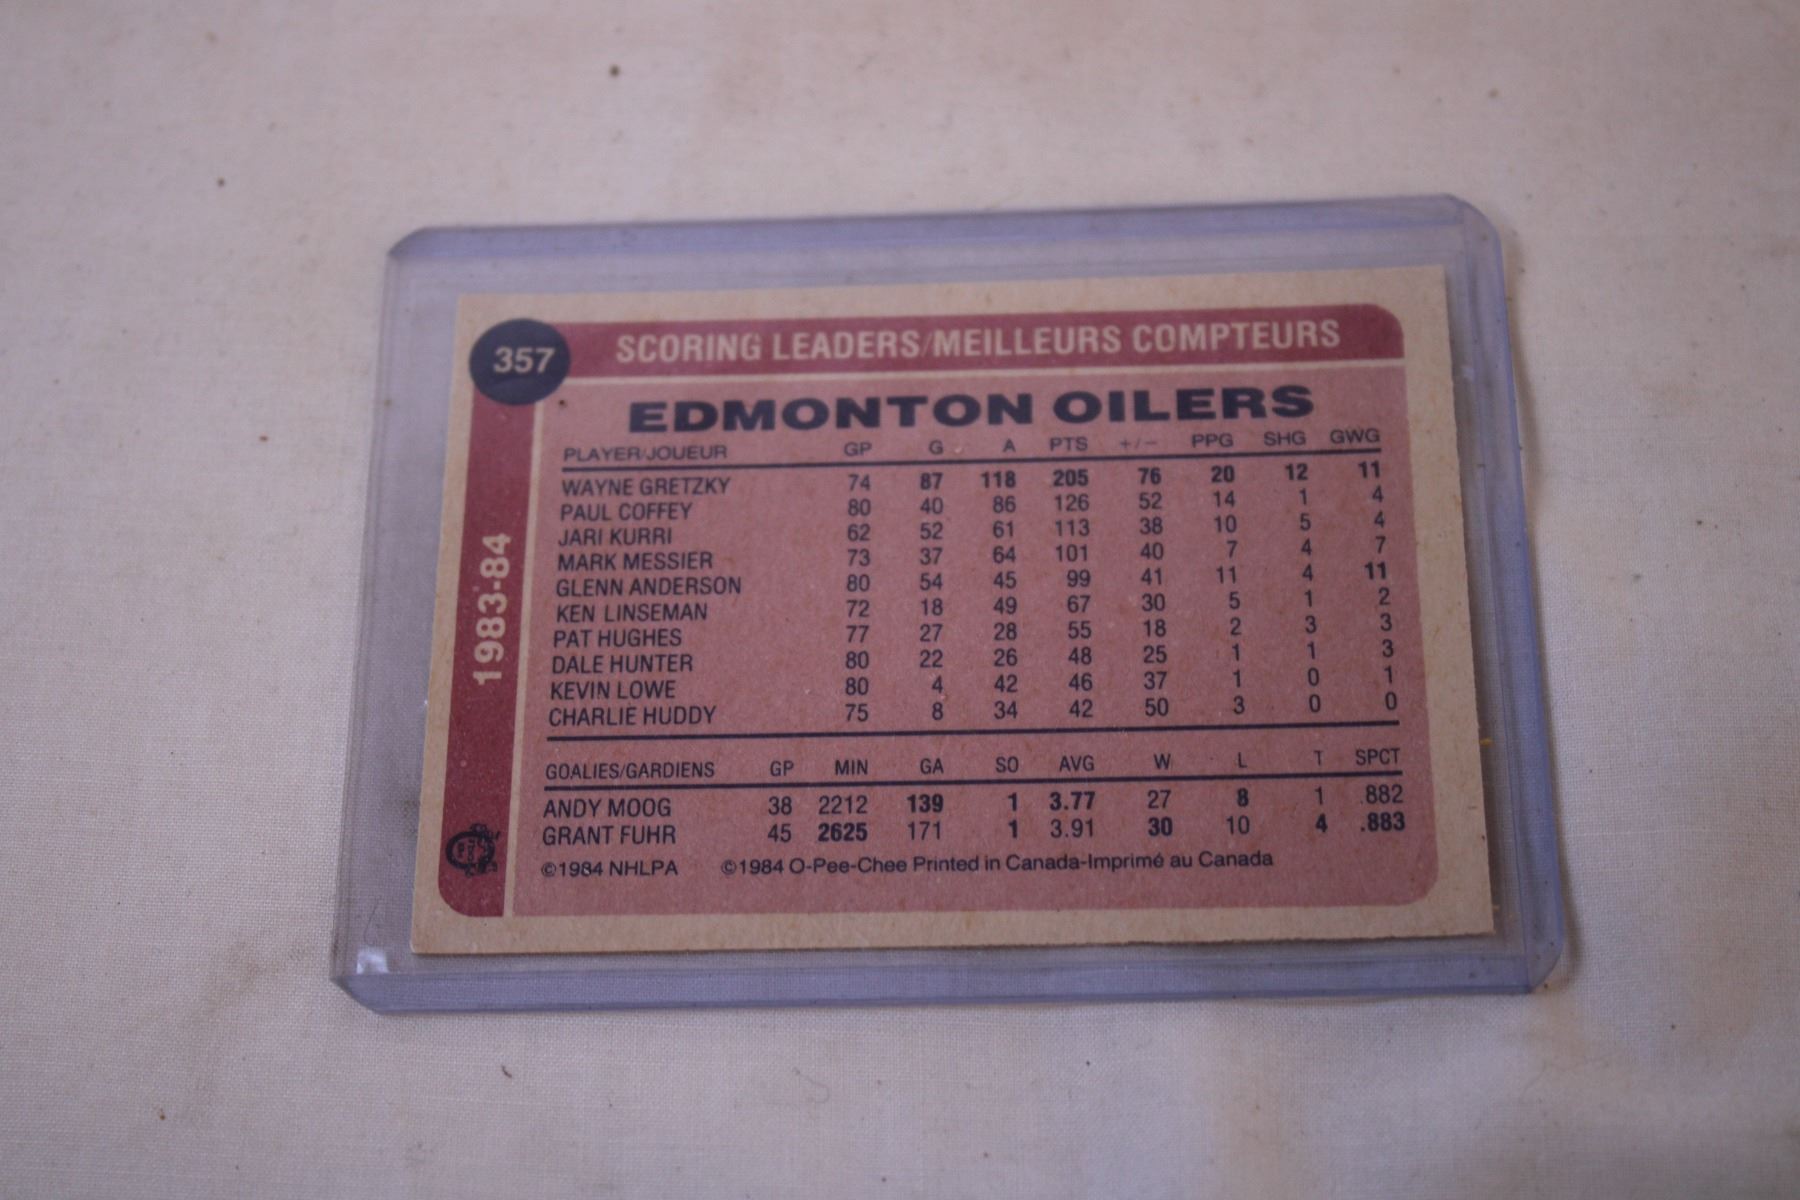 357
SCORING LEADERS/MEILLEURS COMPTEURS
1983-84
EDMONTON OILERS
PLAYER/JOUEUR GP G A PTS +/- PPG SHG GWG
WAYNE GRETZKY 74 87 118 205 76 20 12 11
PAUL COFFEY 80 40 86 126 52 14 1 4
JARI KURRI 62 52 61 113 38 10 5 4
MARK MESSIER 73 37 64 101 40 7 4 7
GLENN ANDERSON 80 54 45 99 41 11 4 11
KEN LINSEMAN 72 18 49 67 30 5 1 2
PAT HUGHES 77 27 28 55 18 2 3 3
DALE HUNTER 80 22 26 48 25 1 1 3
KEVIN LOWE 80 4 42 46 37 1 0 1
CHARLIE HUDDY 75 8 34 42 50 3 0 0
GOALIES/GARDIENS GP MIN GA SO AVG W L T SPCT
ANDY MOOG 38 2212 139 1 3.77 27 8 1 .882
GRANT FUHR 45 2625 171 1 3.91 30 10 4 .883
©1984 NHLPA ©1984 O-Pee-Chee Printed in Canada-Imprimé au Canada